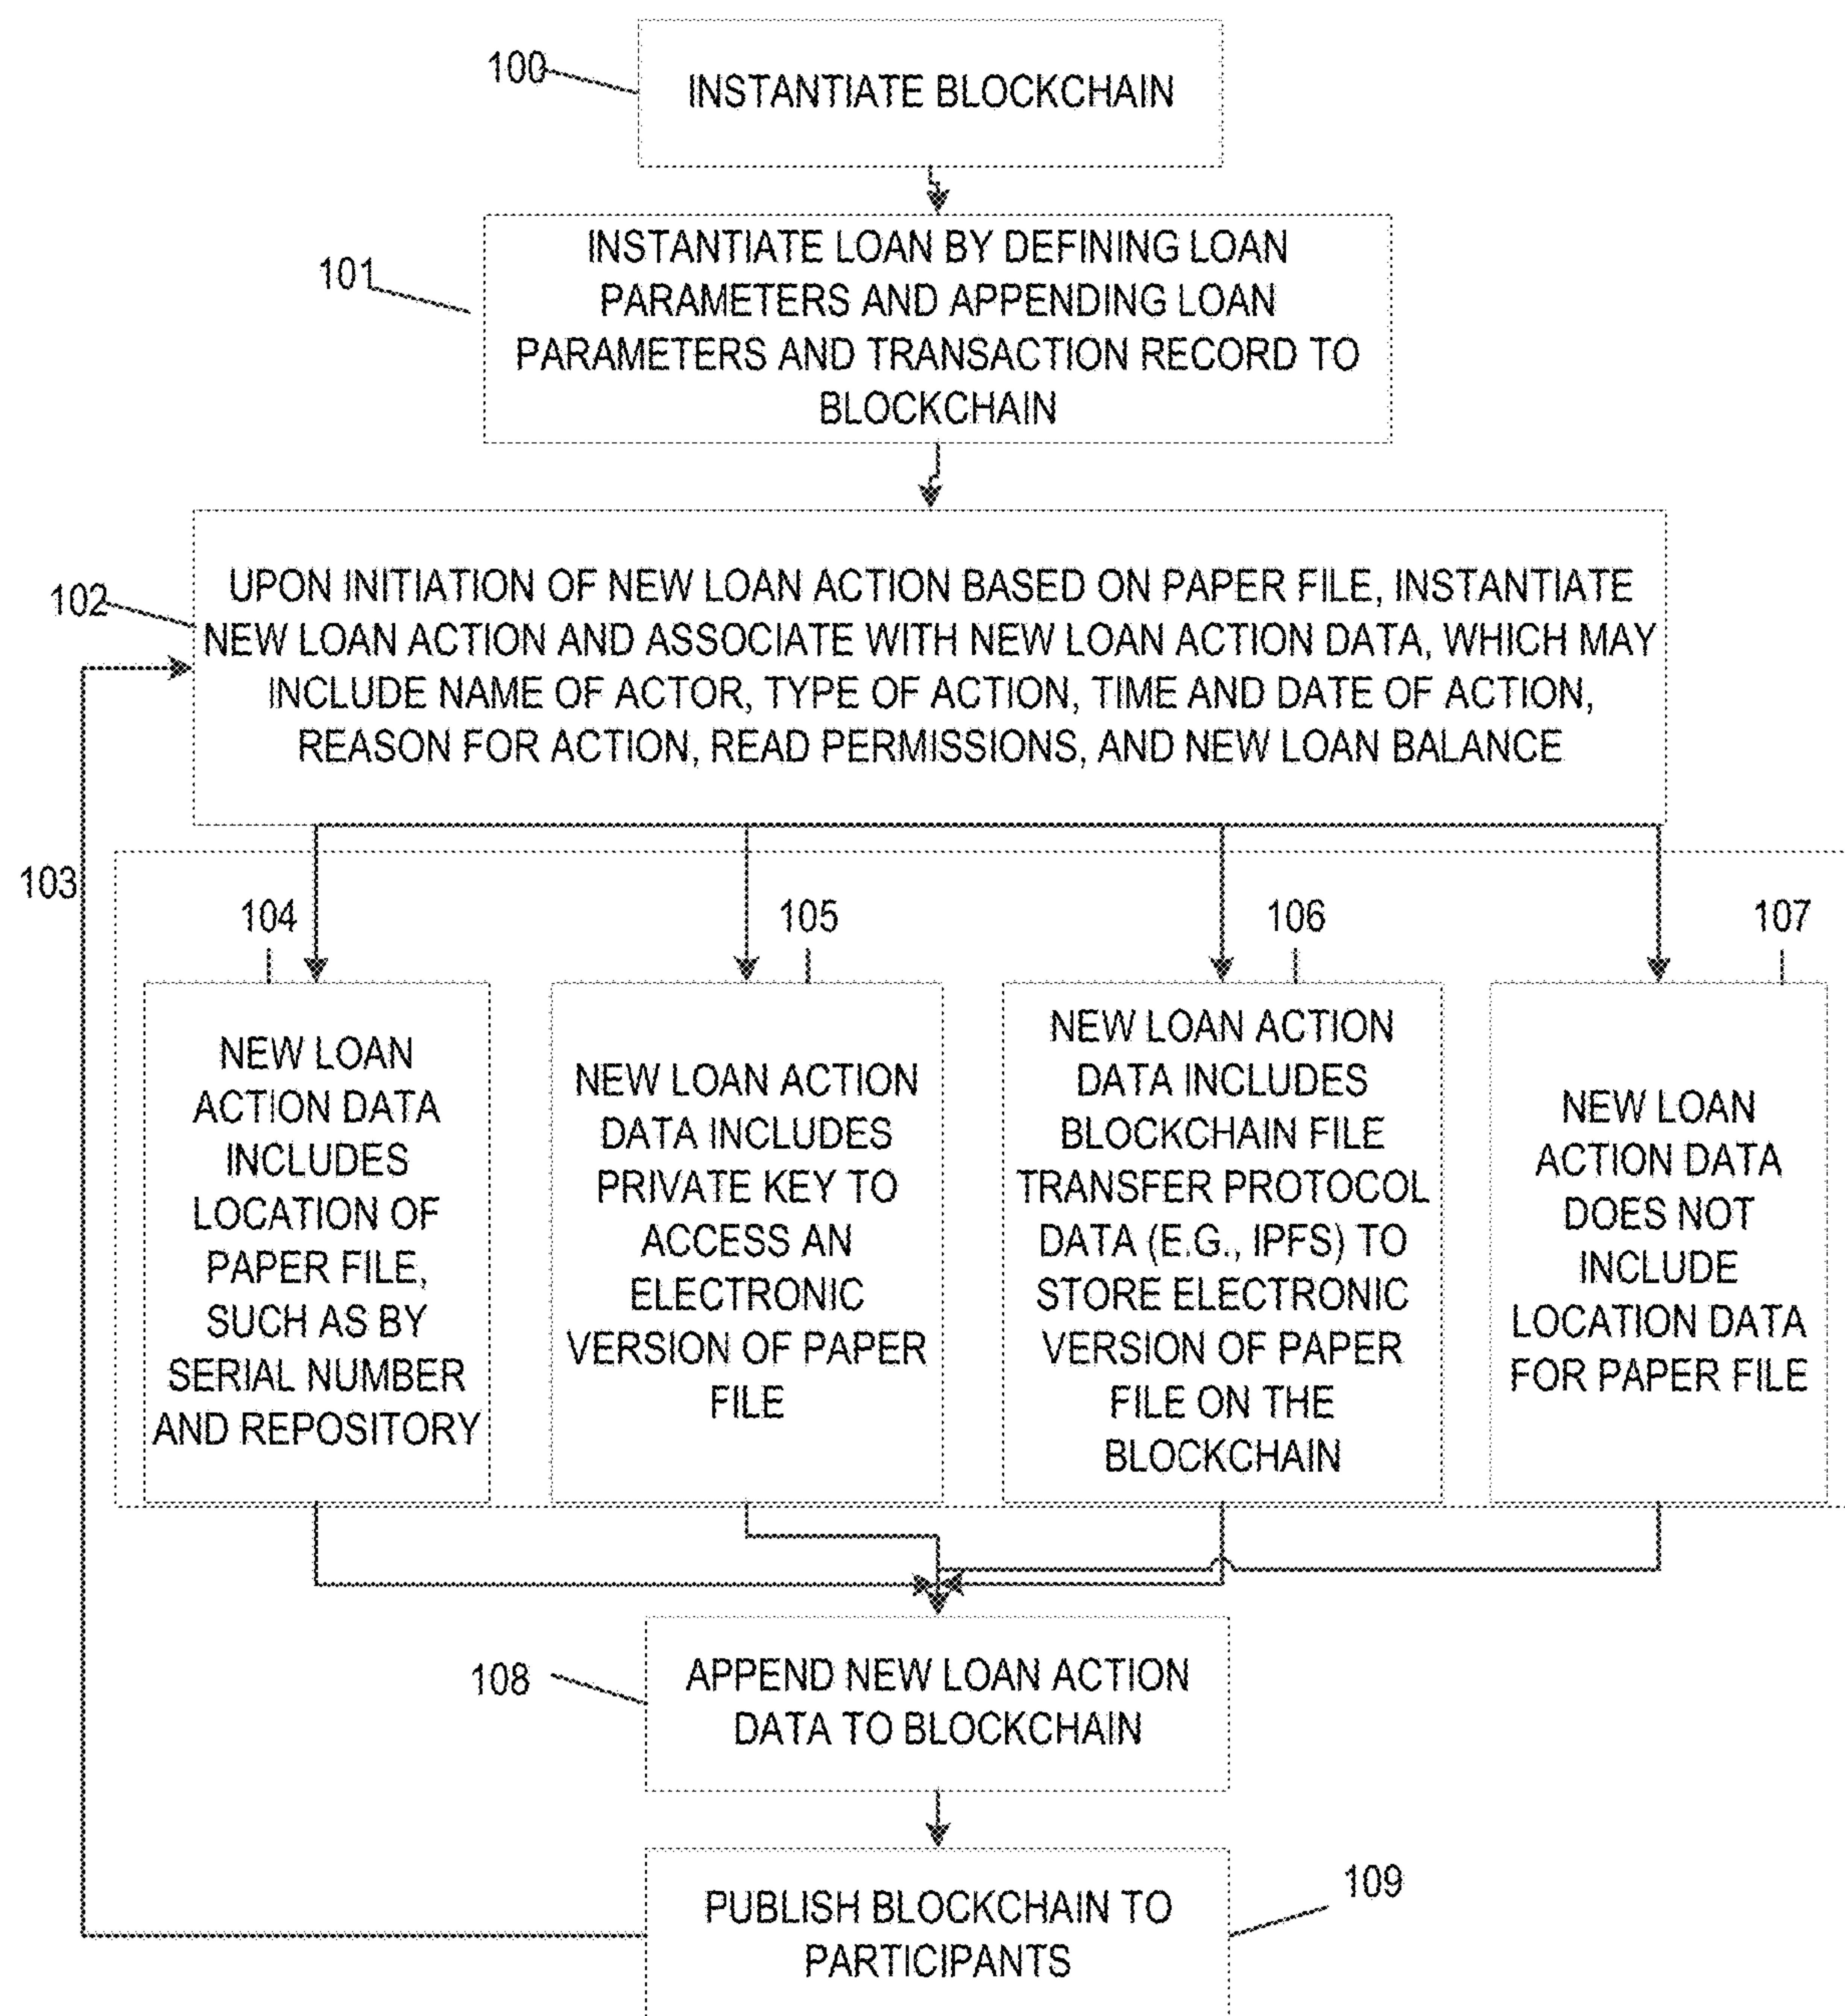 100
INSTANTIATE BLOCKCHAIN
101
INSTANTIATE LOAN BY DEFINING LOAN
PARAMETERS AND APPENDING LOAN
PARAMETERS AND TRANSACTION RECORD TO
BLOCKCHAIN
102
UPON INITIATION OF NEW LOAN ACTION BASED ON PAPER FILE, INSTANTIATE
NEW LOAN ACTION AND ASSOCIATE WITH NEW LOAN ACTION DATA, WHICH MAY
INCLUDE NAME OF ACTOR, TYPE OF ACTION, TIME AND DATE OF ACTION,
REASON FOR ACTION, READ PERMISSIONS, AND NEW LOAN BALANCE
103
104
NEW LOAN
ACTION DATA
INCLUDES
LOCATION OF
PAPER FILE,
SUCH AS BY
SERIAL NUMBER
AND REPOSITORY
105
NEW LOAN ACTION
DATA INCLUDES
PRIVATE KEY TO
ACCESS AN
ELECTRONIC
VERSION OF PAPER
FILE
106
NEW LOAN ACTION
DATA INCLUDES
BLOCKCHAIN FILE
TRANSFER PROTOCOL
DATA (E.G., IPFS) TO
STORE ELECTRONIC
VERSION OF PAPER
FILE ON THE
BLOCKCHAIN
107
NEW LOAN
ACTION DATA
DOES NOT
INCLUDE
LOCATION DATA
FOR PAPER FILE
108
APPEND NEW LOAN ACTION
DATA TO BLOCKCHAIN
109
PUBLISH BLOCKCHAIN TO
PARTICIPANTS